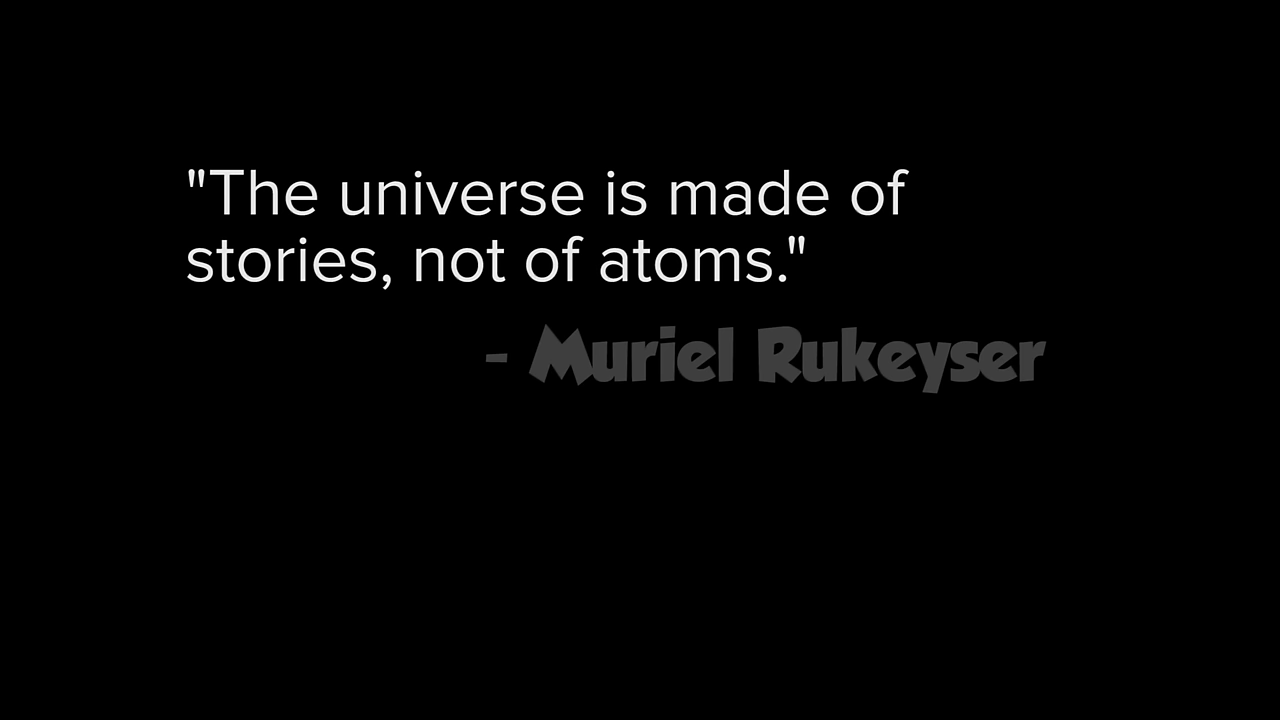 "The universe is made of
stories, not of atoms."
- Muriel Rukeyser